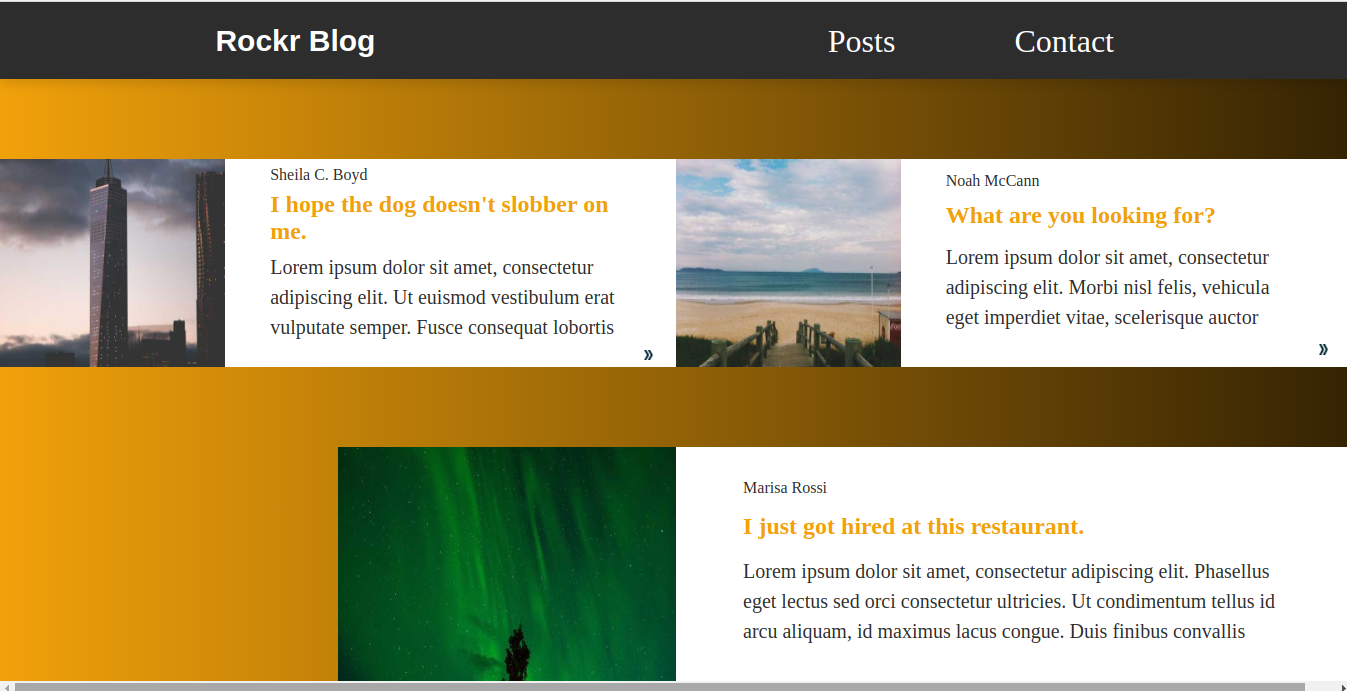 Rockr Blog
Posts
Contact
Sheila C. Boyd
I hope the dog doesn't slobber on
me.
Lorem ipsum dolor sit amet, consectetur
adipiscing elit. Ut euismod vestibulum erat
vulputate semper. Fusce consequat lobortis
»
Noah McCann
What are you looking for?
Lorem ipsum dolor sit amet, consectetur
adipiscing elit. Morbi nisl felis, vehicula
eget imperdiet vitae, scelerisque auctor
»
Marisa Rossi
I just got hired at this restaurant.
Lorem ipsum dolor sit amet, consectetur adipiscing elit. Phasellus
eget lectus sed orci consectetur ultricies. Ut condimentum tellus id
arcu aliquam, id maximus lacus congue. Duis finibus convallis